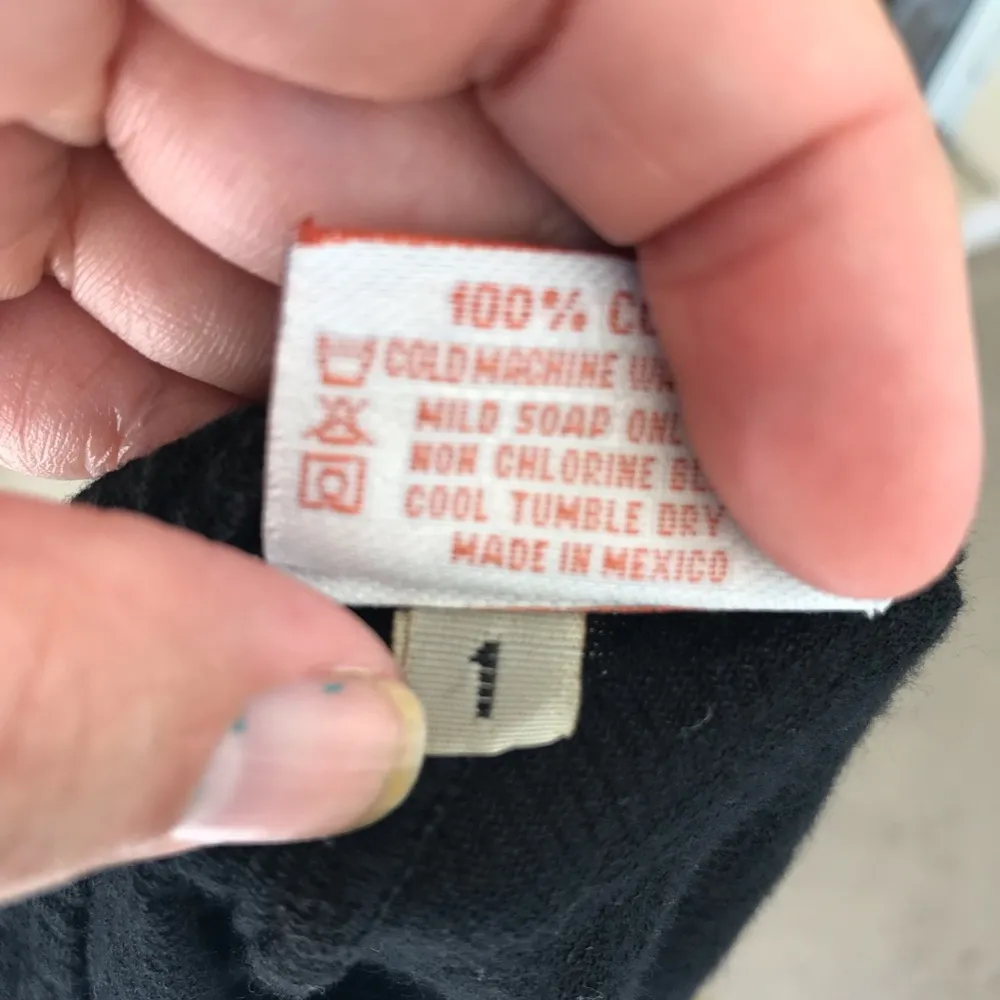 100% CO
COLD MACHINE WA
MILD SOAP ONL
NON CHLORINE BL
COOL TUMBLE DRY
MADE IN MEXICO
1